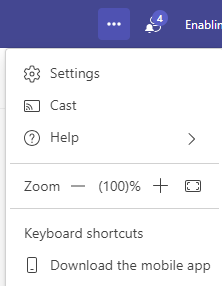 4
Enablin
Settings
Cast
Help
Zoom — (100)% +
Keyboard shortcuts
Download the mobile app